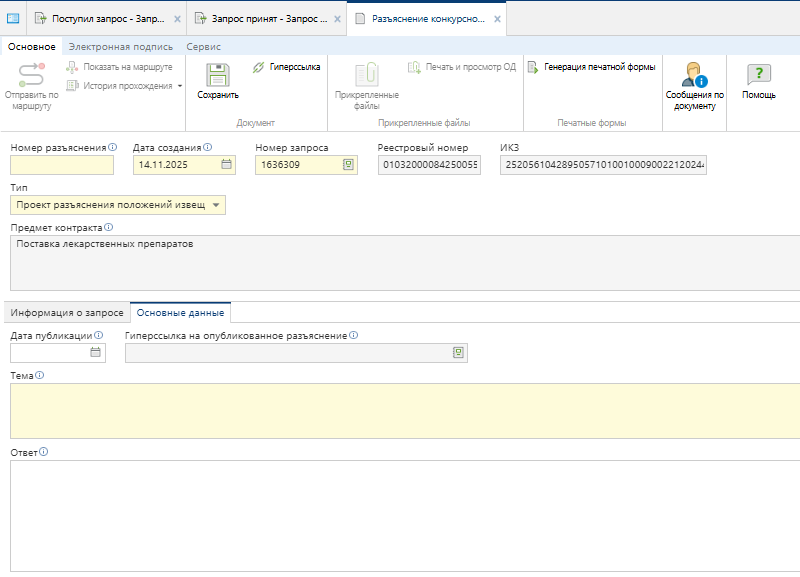 Поступил запрос - Запр... ×
Запрос принят - Запрос ... ×
Разъяснение конкурсно... ×
Основное
Электронная подпись
Сервис
Отправить по маршруту
Показать на маршруте
История прохождения
Сохранить
Гиперссылка
Документ
Прикрепленные файлы
Печать и просмотр ОД
Прикрепленные файлы
Генерация печатной формы
Печатные формы
Сообщения по документу
Помощь
Номер разъяснения
Дата создания
Номер запроса
Реестровый номер
ИКЗ
14.11.2025
1636309
01032000084250055
2520561042895057101001000900221202
Тип
Проект разъяснения положений извещ
Предмет контракта
Поставка лекарственных препаратов
Информация о запросе
Основные данные
Дата публикации
Гиперссылка на опубликованное разъяснение
Тема
Ответ